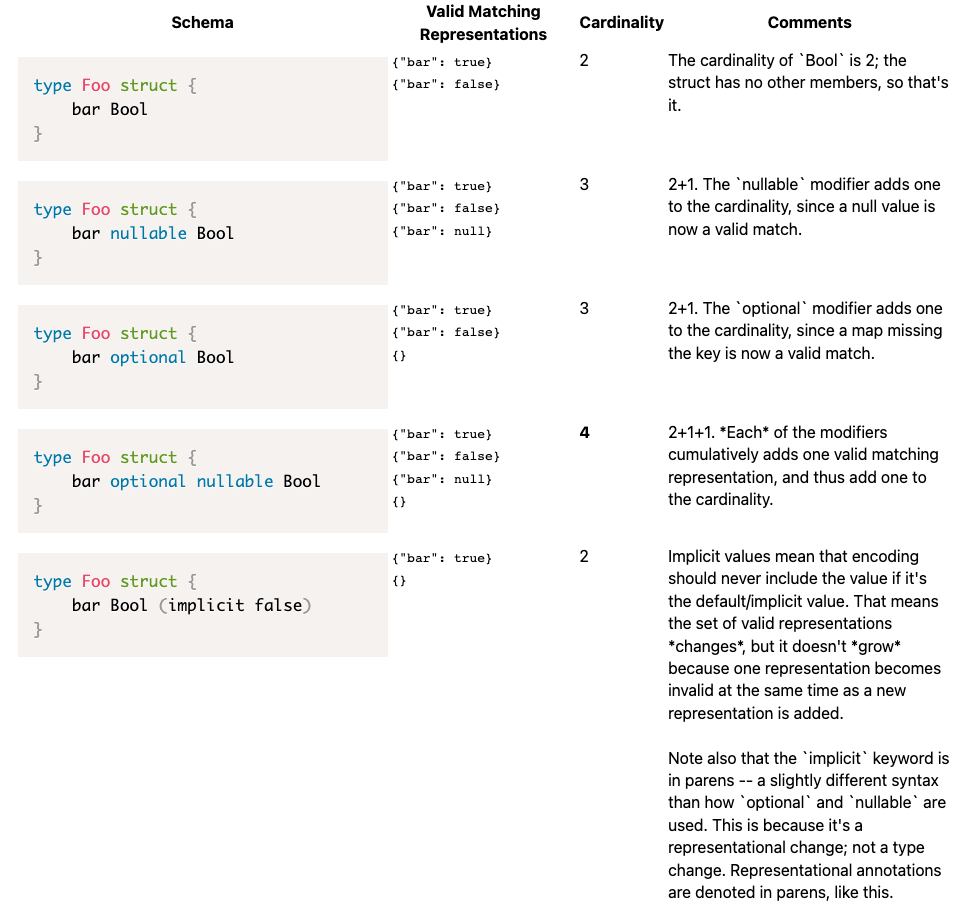 Schema
Valid Matching
Representations
Cardinality
Comments
type Foo struct {
bar Bool
}
{"bar": true}
{"bar": false}
2
The cardinality of `Bool` is 2; the
struct has no other members, so that's
it.
type Foo struct {
bar nullable Bool
}
{"bar": true}
{"bar": false}
{"bar": null}
3
2+1. The `nullable` modifier adds one
to the cardinality, since a null value is
now a valid match.
type Foo struct {
bar optional Bool
}
{"bar": true}
{"bar": false}
{}
3
2+1. The `optional` modifier adds one
to the cardinality, since a map missing
the key is now a valid match.
type Foo struct {
bar optional nullable Bool
}
{"bar": true}
{"bar": false}
{"bar": null}
{}
4
2+1+1. *Each* of the modifiers
cumulatively adds one valid matching
representation, and thus add one to
the cardinality.
type Foo struct {
bar Bool (implicit false)
}
{"bar": true}
{}
2
Implicit values mean that encoding
should never include the value if it's
the default/implicit value. That means
the set of valid representations
*changes*, but it doesn't *grow*
because one representation becomes
invalid at the same time as a new
representation is added.
Note also that the `implicit` keyword is
in parens -- a slightly different syntax
than how `optional` and `nullable` are
used. This is because it's a
representational change; not a type
change. Representational annotations
are denoted in parens, like this.